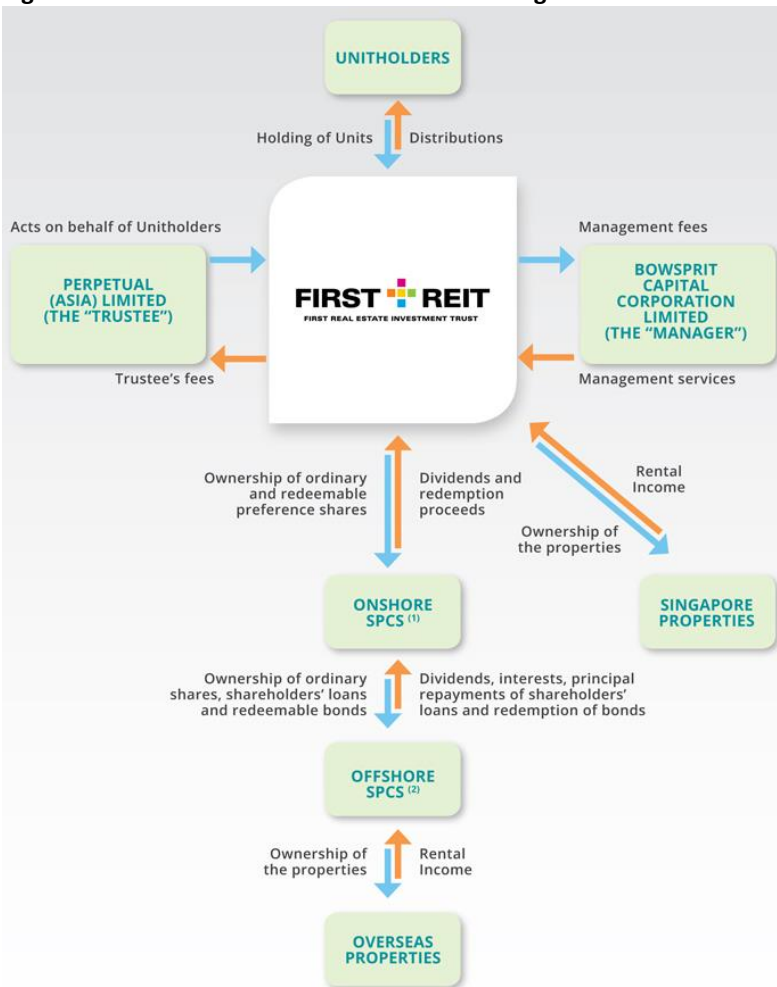 UNITHOLDERS
Holding of Units
Distributions
Acts on behalf of Unitholders
Management fees
PERPETUAL
(ASIA) LIMITED
(THE “TRUSTEE”)
FIRST REIT
FIRST REAL ESTATE INVESTMENT TRUST
BOWSPRIT
CAPITAL
CORPORATION
LIMITED
(THE “MANAGER”)
Trustee’s fees
Management services
Ownership of ordinary
and redeemable
preference shares
Dividends and
redemption
proceeds
Rental
Income
Ownership of
the properties
ONSHORE
SPCS (1)
SINGAPORE
PROPERTIES
Ownership of ordinary
shares, shareholders’ loans
and redeemable bonds
Dividends, interests, principal
repayments of shareholders’
loans and redemption of bonds
OFFSHORE
SPCS (2)
Ownership of
the properties
Rental
Income
OVERSEAS
PROPERTIES